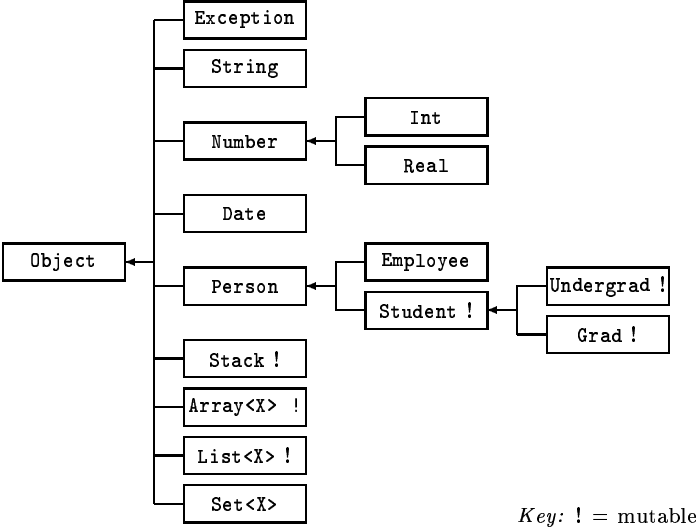 Exception
String
Number
Int
Real
Date
Object
Person
Employee
Student !
Undergrad !
Grad !
Stack !
Array<X> !
List<X> !
Set<X>
Key: ! = mutable